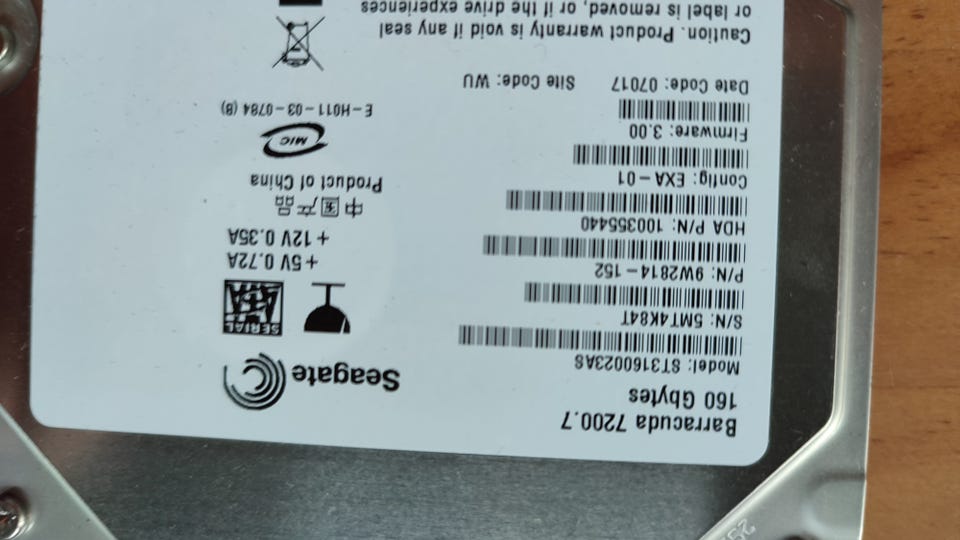 Barracuda 7200.7
160 Gbytes
Model: ST3160023AS
S/N: 5MT4K84T
P/N: 9W2814-152
HDA P/N: 100355440
Config: EXA-01
Firmware: 3.00
Date Code: 07017 Site Code: WU
Caution. Product warranty is void if any seal
or label is removed, or if the drive experiences
Seagate
SERIAL
ATA
+5V 0.72A
+12V 0.35A
中国产品
Product of China
MIC
E-H011-03-0784 (B)